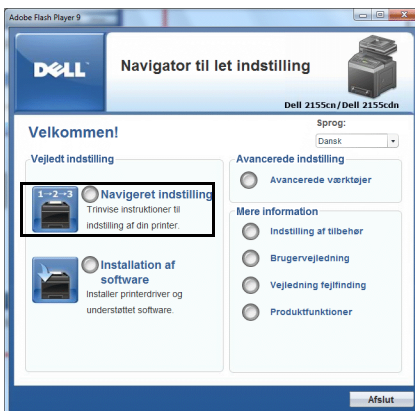 Adobe Flash Player 9
DELL
Navigator til let indstilling
Dell 2155cn/Dell 2155cdn
Velkommen!
Sprog:
Dansk
Vejledt indstilling
1→2→3
Navigeret indstilling
Trinvise instruktioner til
indstilling af din printer.
Installation af
software
Installer printerdriver og
understøttet software.
Avancerede indstilling
Avancerede værktøjer
Mere
information
Indstilling af tilbehør
Brugervejledning
Vejledning fejlfinding
Produktfunktioner
Afslut